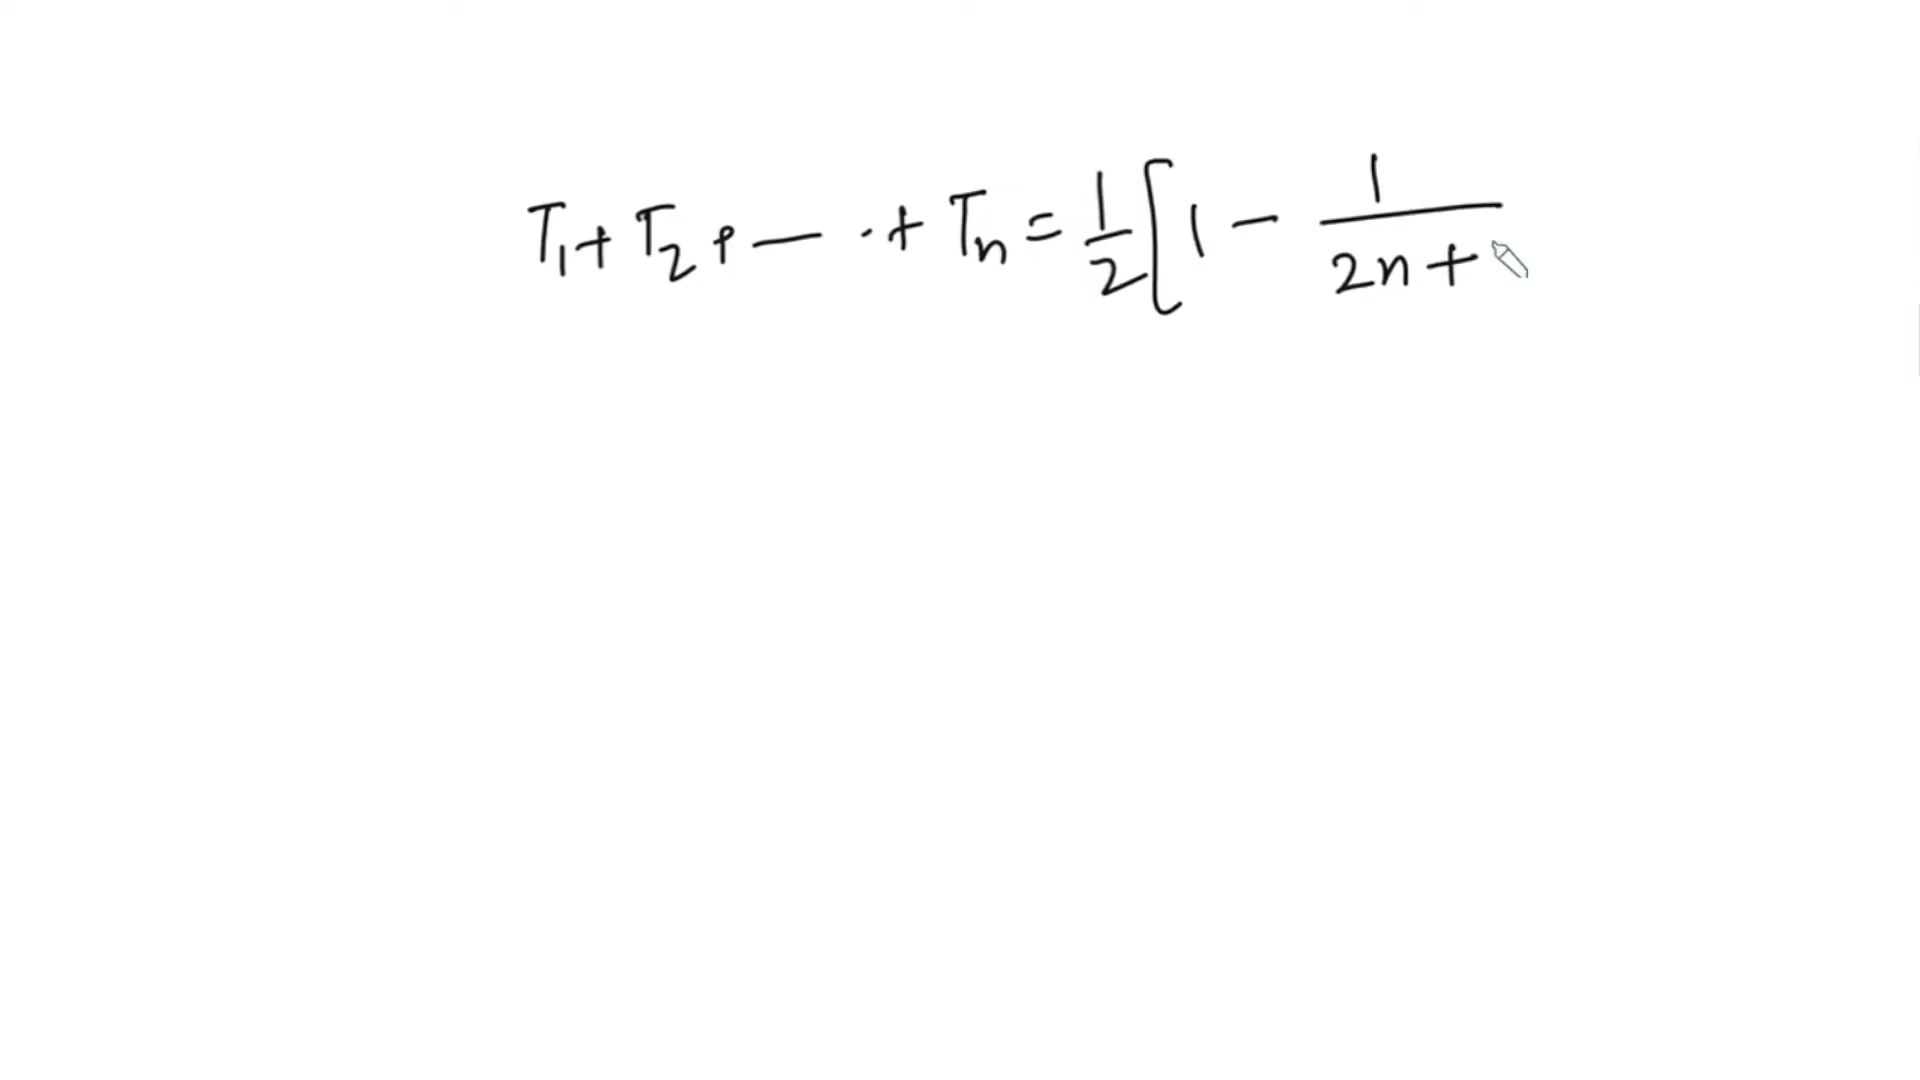 T₁ + T₂ + — · + Tₙ = 1/2 [ 1 − 1/(2n +